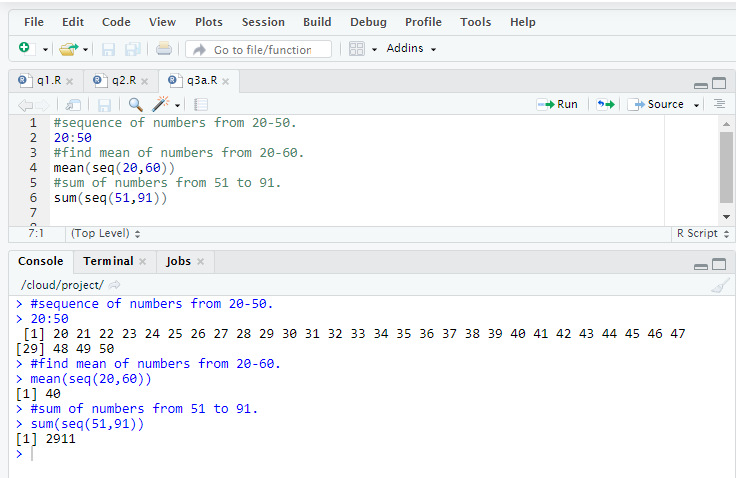 File Edit Code View Plots Session Build Debug Profile Tools Help
Go to file/function Addins
q1.R q2.R q3a.R
Run Source
1 #sequence of numbers from 20-50.
2 20:50
3 #find mean of numbers from 20-60.
4 mean(seq(20,60))
5 #sum of numbers from 51 to 91.
6 sum(seq(51,91))
7
7:1 (Top Level) R Script
Console Terminal Jobs
/cloud/project/
> #sequence of numbers from 20-50.
> 20:50
[1] 20 21 22 23 24 25 26 27 28 29 30 31 32 33 34 35 36 37 38 39 40 41 42 43 44 45 46 47
[29] 48 49 50
> #find mean of numbers from 20-60.
> mean(seq(20,60))
[1] 40
> #sum of numbers from 51 to 91.
> sum(seq(51,91))
[1] 2911
>